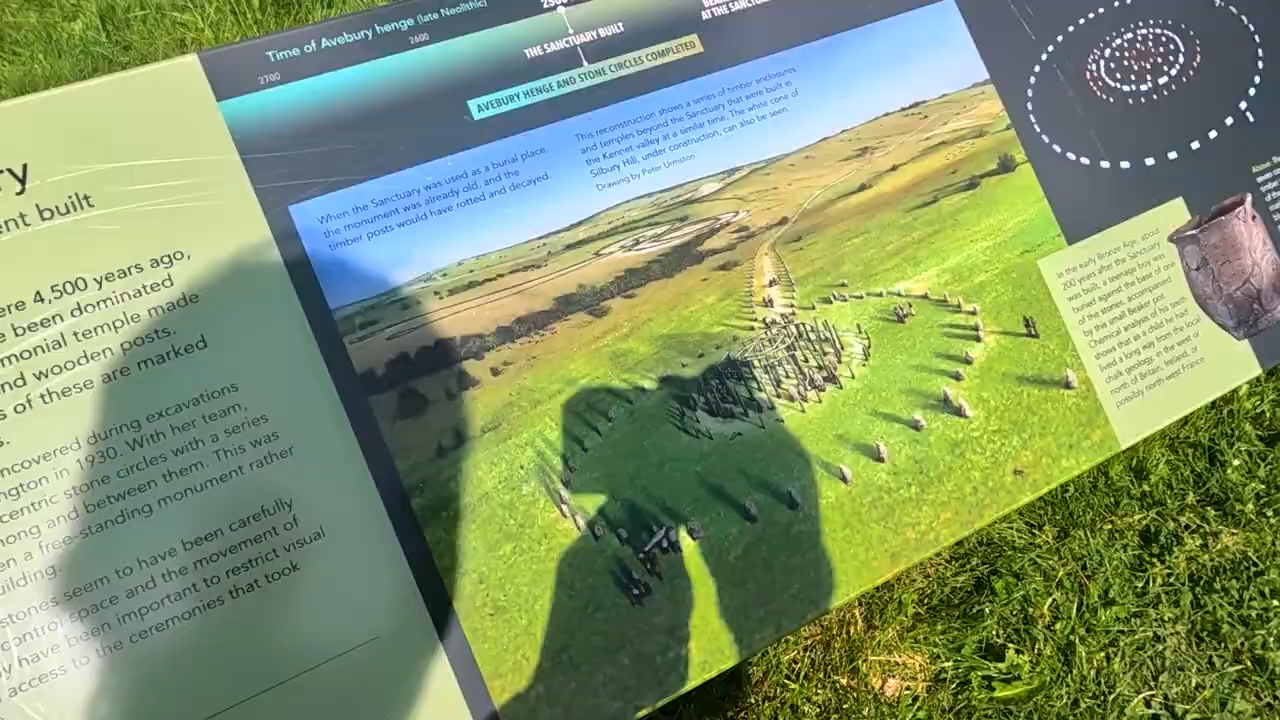 Time of Avebury henge (late Neolithic)
2700
2600
2500
THE SANCTUARY BUILT
AVEBURY HENGE AND STONE CIRCLES COMPLETED
AT THE
ry
ent built
ere 4,500 years ago,
been dominated
monial temple made
nd wooden posts.
s of these are marked
s.
ncovered during excavations
ngton in 1930. With her team,
centric stone circles with a series
mong and between them. This was
en a free-standing monument rather
uilding.
stones seem to have been carefully
control space and the movement of
y have been important to restrict visual
access to the ceremonies that took
When the Sanctuary was used as a burial place,
the monument was already old, and the
timber posts would have rotted and decayed.
This reconstruction shows a series of timber enclosures
and temples beyond the Sanctuary that were built in
the Kennet valley at a similar time. The white cone of
Silbury Hill, under construction, can also be seen.
Drawing by Peter Urmston
In the early Bronze Age, about
200 years after the Sanctuary
was built, a teenage boy was
buried against the base of one
of the stones, accompanied
by this small Beaker pot.
Chemical analysis of his teeth
shows that as a child he had
lived a long way from the local
chalk geology, in the west or
north of Britain, Ireland, or
possibly north-west France
Above: